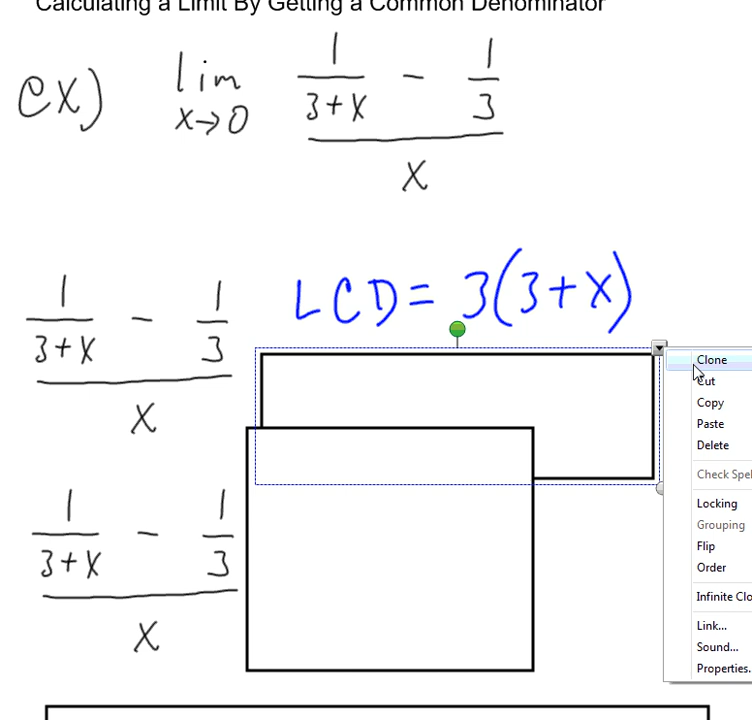 Calculating a Limit By Getting a Common Denominator
ex) lim x→0 1/(3+x) - 1/3
x
LCD = 3(3+x)
1/(3+x) - 1/3
x
Clone
Cut
Copy
Paste
Delete
Check Spel
Locking
Grouping
Flip
Order
Infinite Clo
Link...
Sound...
Properties.
1/(3+x) - 1/3
x